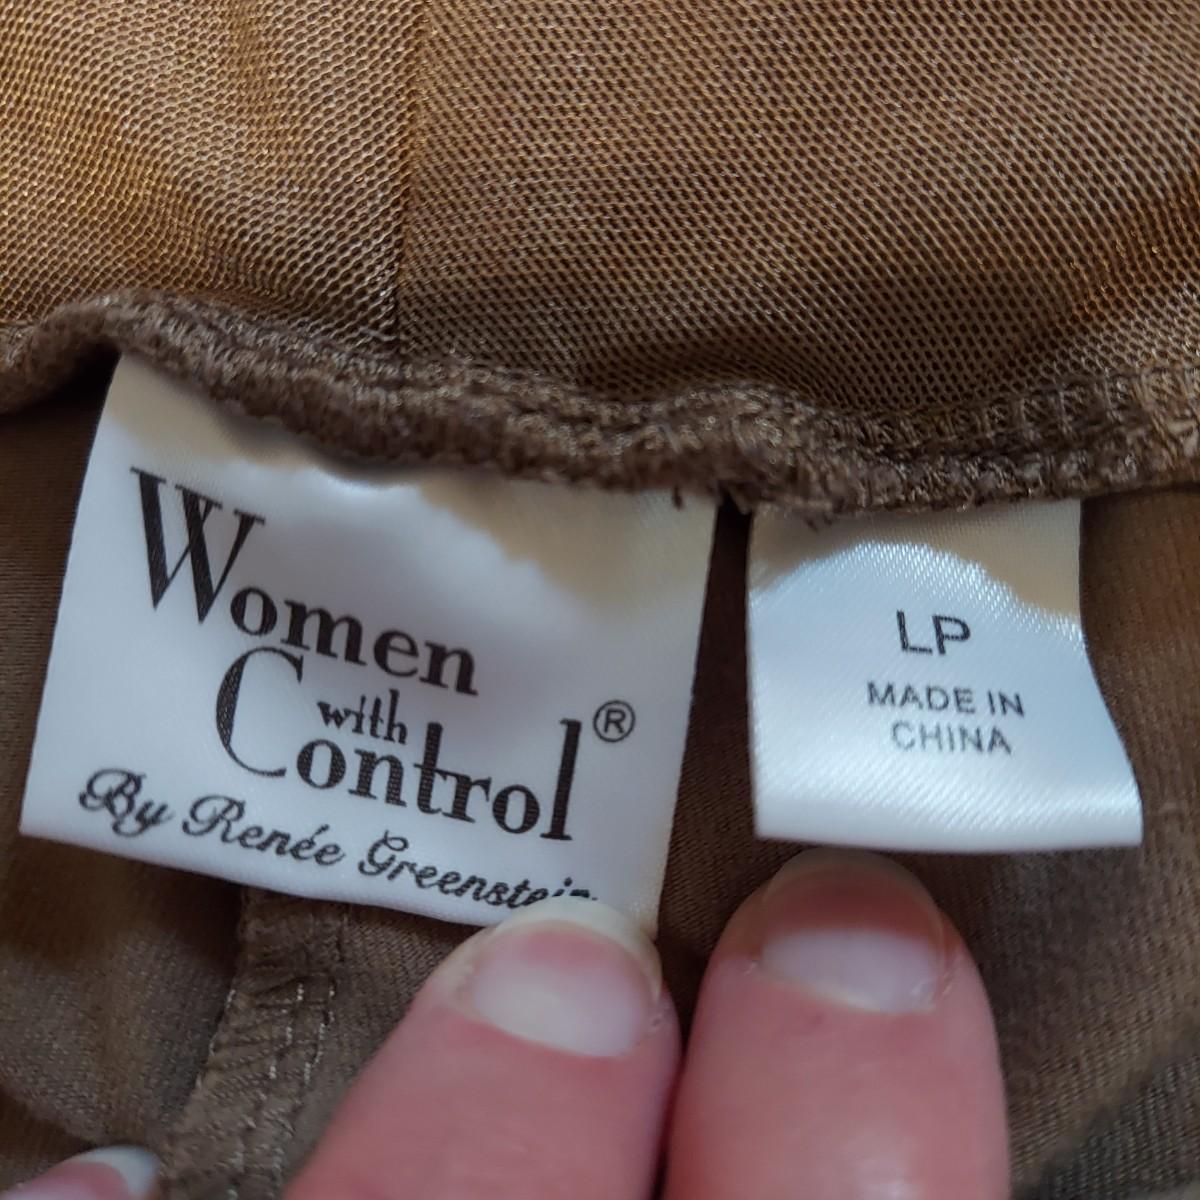 Women
with
Control®
By Renée Greenstein
LP
MADE IN
CHINA